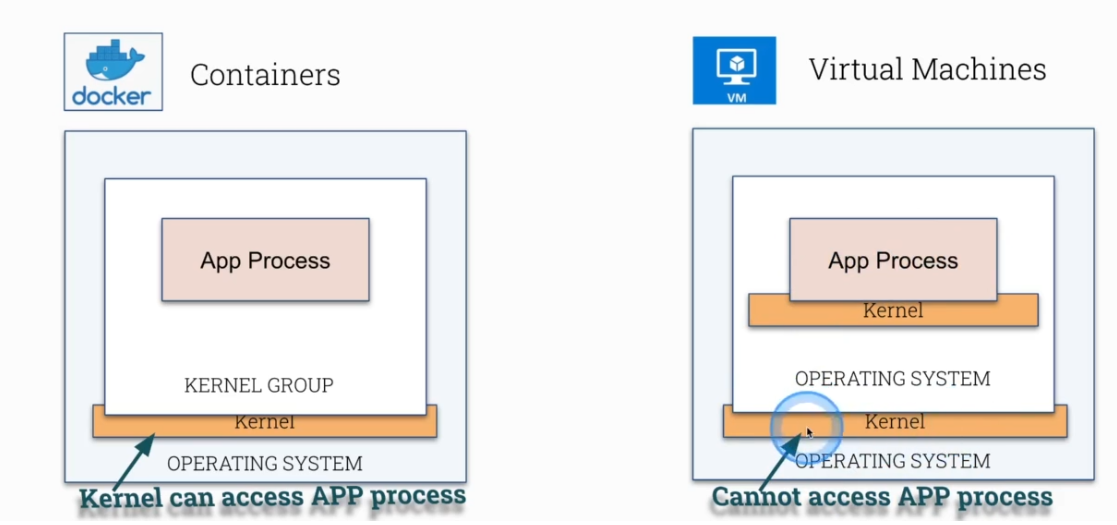 docker
Containers
App Process
KERNEL GROUP
Kernel
OPERATING SYSTEM
Kernel can access APP process
VM
Virtual Machines
App Process
Kernel
OPERATING SYSTEM
Kernel
OPERATING SYSTEM
Cannot access APP process